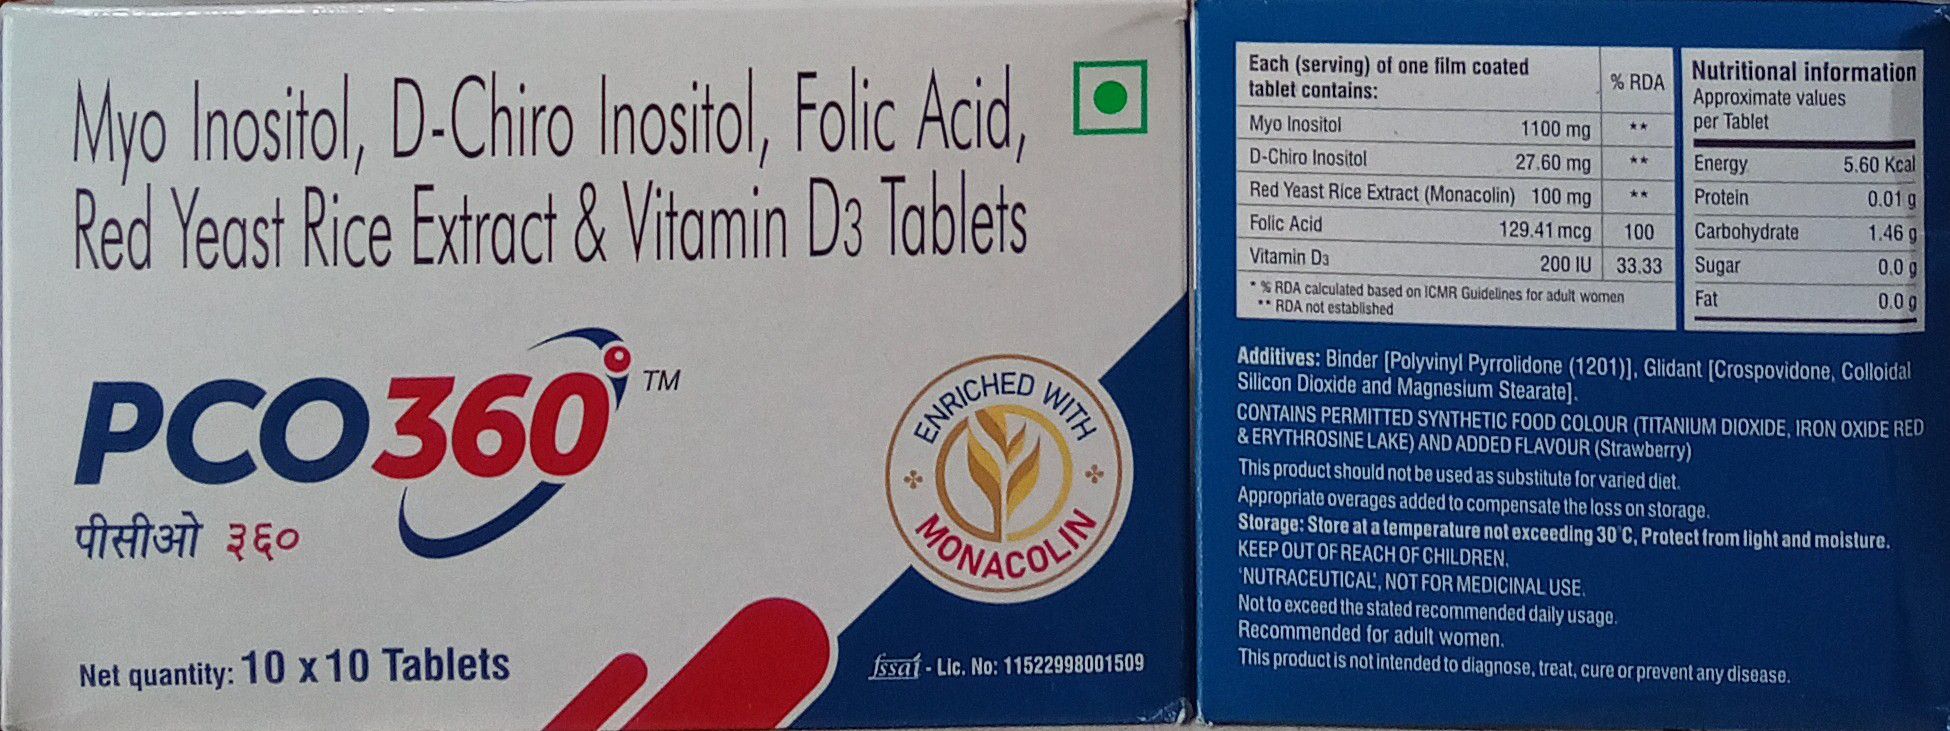 Myo Inositol, D-Chiro Inositol, Folic Acid,
Red Yeast Rice Extract & Vitamin D3 Tablets
PCO360 TM
पीसीओ ३६०
ENRICHED WITH
MONACOLIN
Net quantity: 10 x 10 Tablets
fssai - Lic. No: 11522998001509
Each (serving) of one film coated
tablet contains:
% RDA
Myo Inositol 1100 mg **
D-Chiro Inositol 27.60 mg **
Red Yeast Rice Extract (Monacolin) 100 mg **
Folic Acid 129.41 mcg 100
Vitamin D3 200 IU 33.33
* % RDA calculated based on ICMR Guidelines for adult women
** RDA not established
Nutritional information
Approximate values
per Tablet
Energy 5.60 Kcal
Protein 0.01 g
Carbohydrate 1.46 g
Sugar 0.0 g
Fat 0.0 g
Additives: Binder [Polyvinyl Pyrrolidone (1201)], Glidant [Crospovidone, Colloidal
Silicon Dioxide and Magnesium Stearate].
CONTAINS PERMITTED SYNTHETIC FOOD COLOUR (TITANIUM DIOXIDE, IRON OXIDE RED
& ERYTHROSINE LAKE) AND ADDED FLAVOUR (Strawberry)
This product should not be used as substitute for varied diet.
Appropriate overages added to compensate the loss on storage.
Storage: Store at a temperature not exceeding 30°C, Protect from light and moisture.
KEEP OUT OF REACH OF CHILDREN.
'NUTRACEUTICAL', NOT FOR MEDICINAL USE.
Not to exceed the stated recommended daily usage.
Recommended for adult women.
This product is not intended to diagnose, treat, cure or prevent any disease.